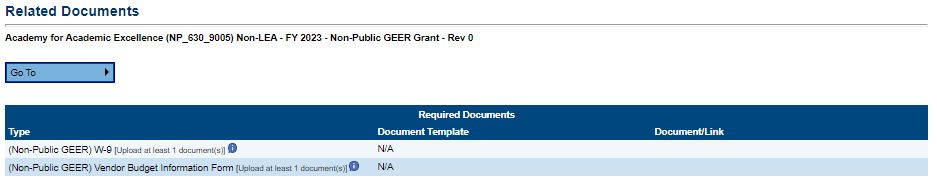 Related Documents
Academy for Academic Excellence (NP_630_9005) Non-LEA - FY 2023 - Non-Public GEER Grant - Rev 0
Go To
Required Documents
Type Document Template Document/Link
(Non-Public GEER) W-9 [Upload at least 1 document(s)] N/A
(Non-Public GEER) Vendor Budget Information Form [Upload at least 1 document(s)] N/A